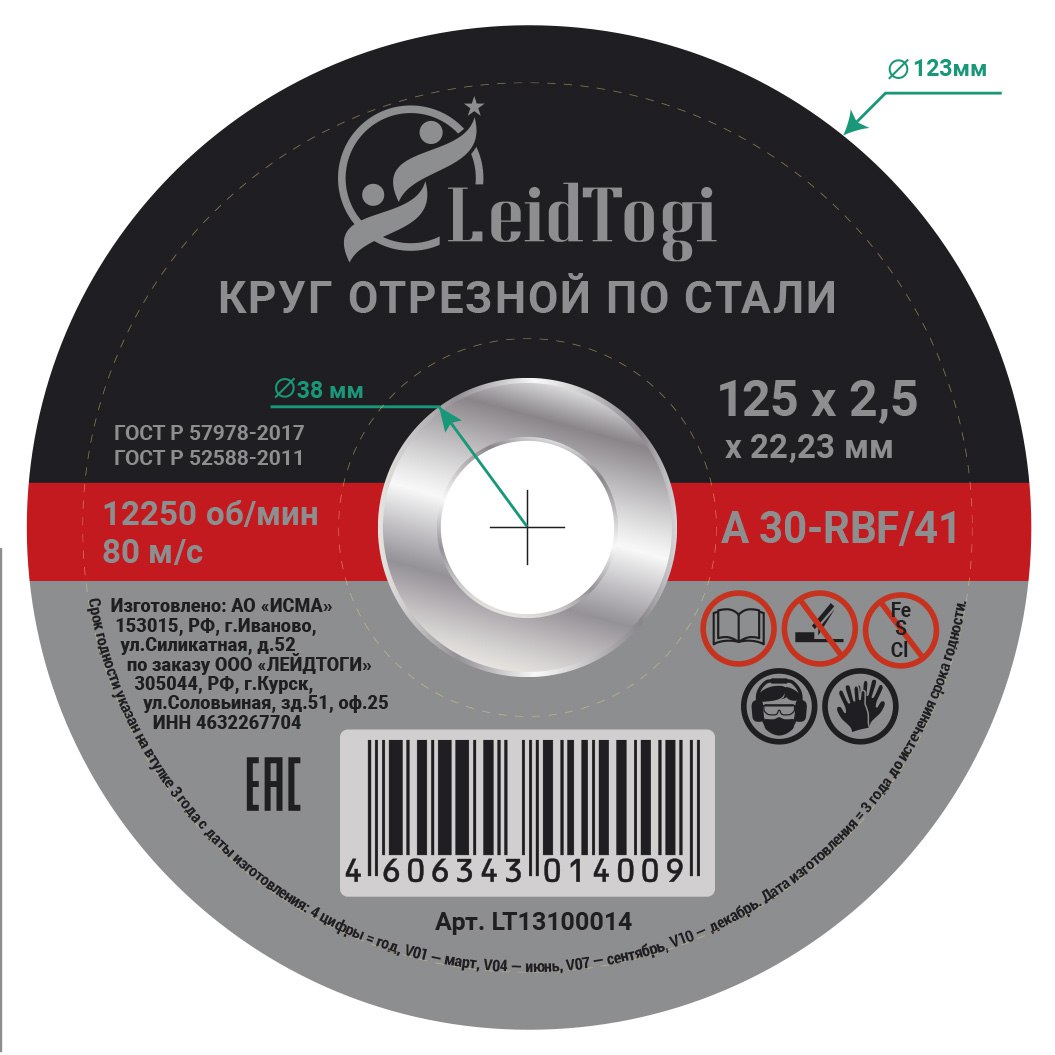 ⌀ 123мм
LeidTogi
КРУГ ОТРЕЗНОЙ ПО СТАЛИ
⌀38 мм
125 x 2,5
x 22,23 мм
ГОСТ Р 57978-2017
ГОСТ Р 52588-2011
12250 об/мин
80 м/с
A 30-RBF/41
Изготовлено: АО «ИСМА»
153015, РФ, г.Иваново,
ул.Силикатная, д.52
по заказу ООО «ЛЕЙДТОГИ»
305044, РФ, г.Курск,
ул.Соловьиная, зд.51, оф.25
ИНН 4632267704
Fe
S
Cl
EAC
4 606343 014009
Арт. LT13100014
Срок годности указан на втулке 3 года с даты изготовления: 4 цифры = год, V01 – март, V04 – июнь, V07 – сентябрь, V10 – декабрь. Дата изготовления = 3 года до истечения срока годности.